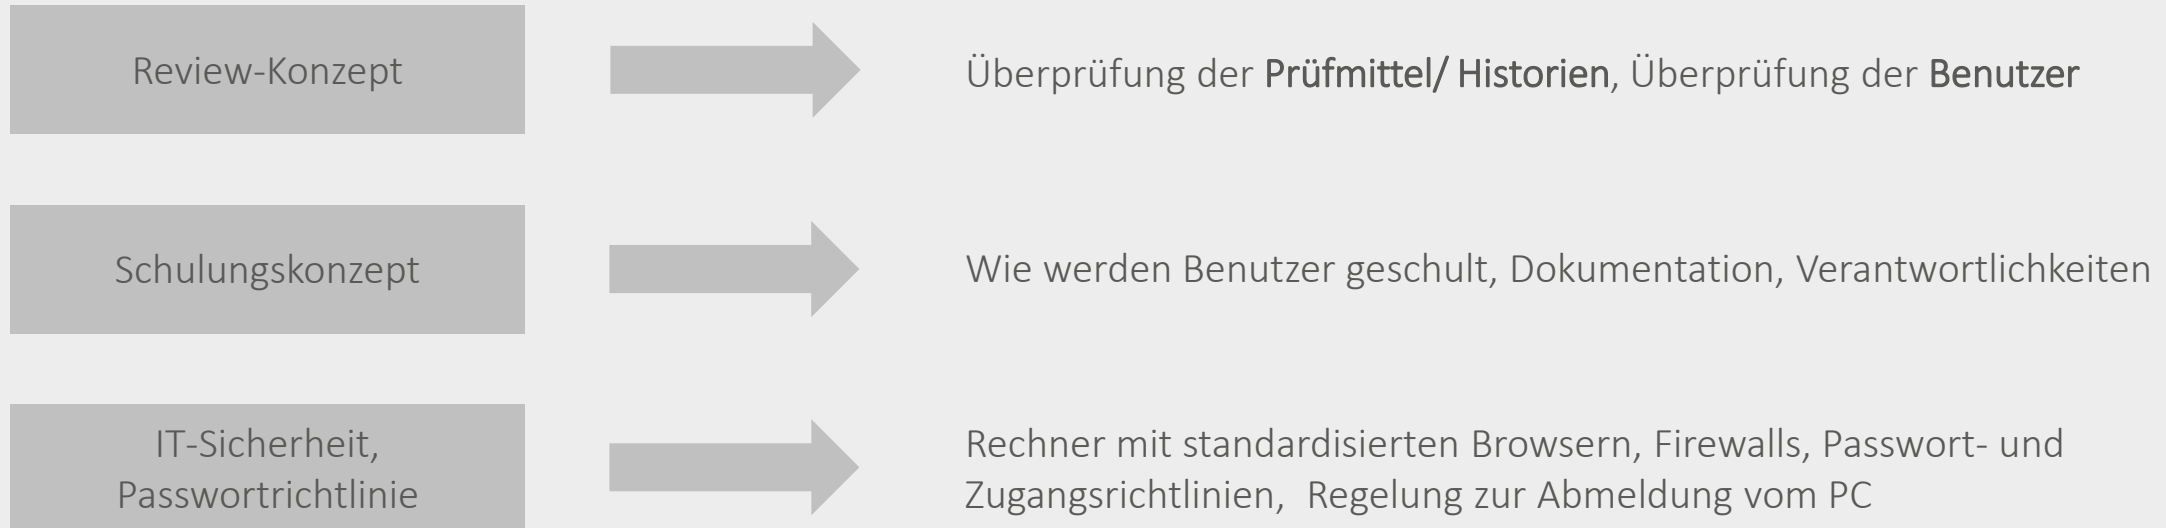 Review-Konzept
Überprüfung der Prüfmittel/ Historien, Überprüfung der Benutzer
Schulungskonzept
Wie werden Benutzer geschult, Dokumentation, Verantwortlichkeiten
IT-Sicherheit,
Passwortrichtlinie
Rechner mit standardisierten Browsern, Firewalls, Passwort- und
Zugangsrichtlinien,  Regelung zur Abmeldung vom PC